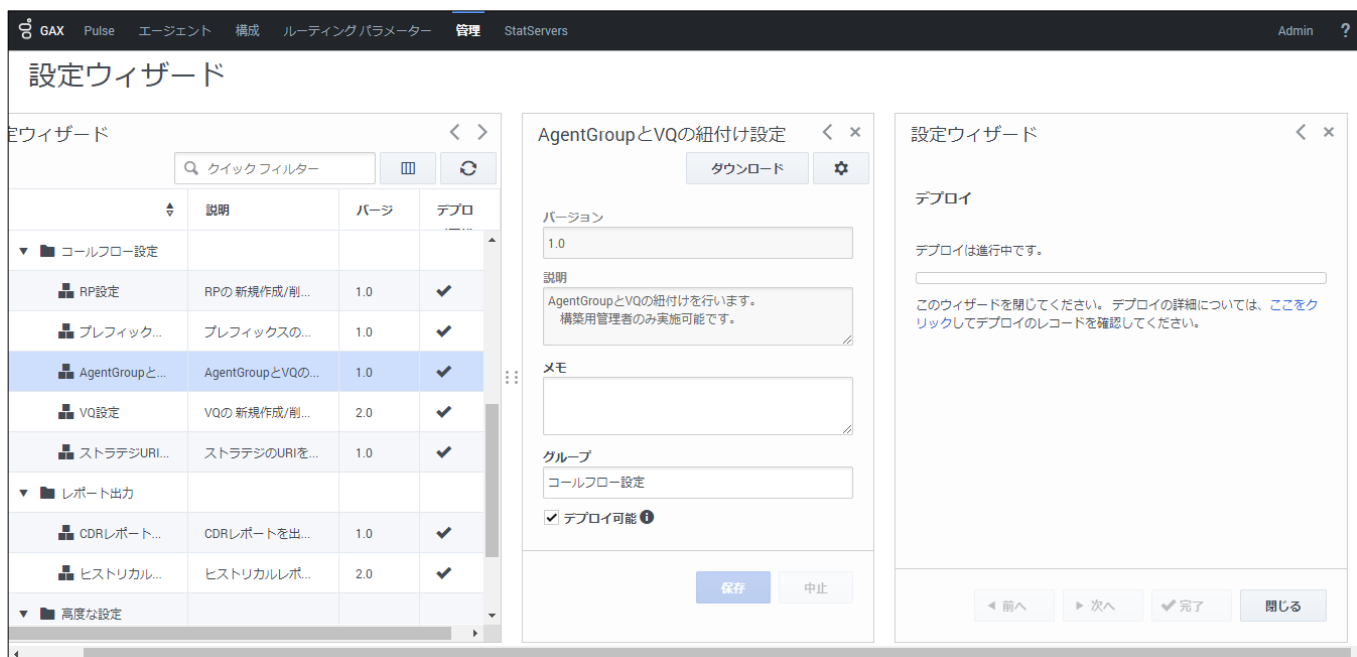 GAX Pulse エージェント 構成 ルーティング パラメーター 管理 StatServers Admin ?
設定ウィザード
定ウィザード
クイック フィルター
説明 バージ デプロ
コールフロー設定
RP設定 RPの 新規作成/削... 1.0
プレフィック... プレフィックスの... 1.0
AgentGroupと... AgentGroupとVQの... 1.0
VQ設定 VQの 新規作成/削... 2.0
ストラテジURI... ストラテジのURIを... 1.0
レポート出力
CDRレポート... CDRレポートを出... 1.0
ヒストリカル... ヒストリカルレポ... 2.0
高度な設定
AgentGroupとVQの紐付け設定
ダウンロード
バージョン
1.0
説明
AgentGroupとVQの紐付けを行います。
構築用管理者のみ実施可能です。
メモ
グループ
コールフロー設定
デプロイ可能
保存 中止
設定ウィザード
デプロイ
デプロイは進行中です。
このウィザードを閉じてください。 デプロイの詳細については、ここをク
リックしてデプロイのレコードを確認してください。
前へ 次へ 完了 閉じる